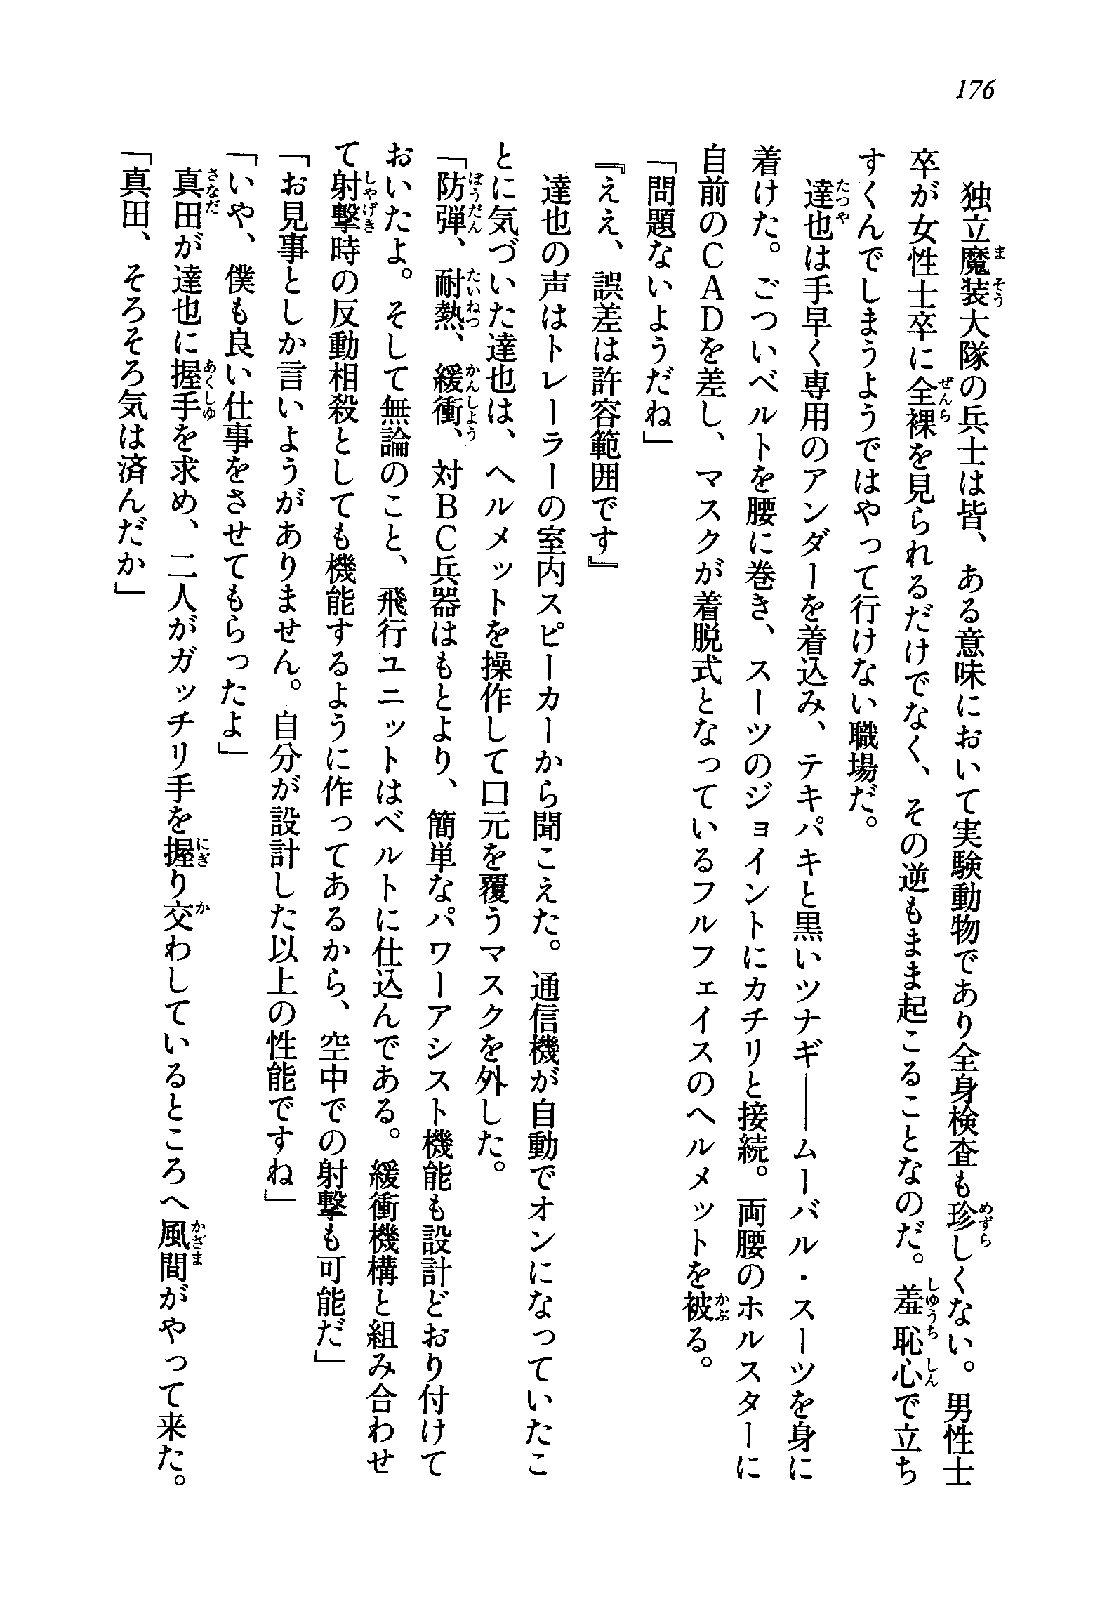 176
独立魔装大隊の兵士は皆、ある意味において実験動物であり全身検査も珍しくない。男性士
卒が女性士卒に全裸を見られるだけでなく、その逆もまま起こることなのだ。羞恥心で立ち
すくんでしまうようではやって行けない職場だ。
達也は手早く専用のアンダーを着込み、テキパキと黒いツナギ――ムーバル・スーツを身に
着けた。ごついベルトを腰に巻き、スーツのジョイントにカチリと接続。両腰のホルスターに
自前のＣＡＤを差し、マスクが着脱式となっているフルフェイスのヘルメットを被る。
「問題ないようだね」
『ええ、誤差は許容範囲です』
達也の声はトレーラーの室内スピーカーから聞こえた。通信機が自動でオンになっていたこ
とに気づいた達也は、ヘルメットを操作して口元を覆うマスクを外した。
「防弾、耐熱、緩衝、対ＢＣ兵器はもとより、簡単なパワーアシスト機能も設計どおり付けて
おいたよ。そして無論のこと、飛行ユニットはベルトに仕込んである。緩衝機構と組み合わせ
て射撃時の反動相殺としても機能するように作ってあるから、空中での射撃も可能だ」
「お見事としか言いようがありません。自分が設計した以上の性能ですね」
「いや、僕も良い仕事をさせてもらったよ」
真田が達也に握手を求め、二人がガッチリ手を握り交わしているところへ風間がやって来た。
「真田、そろそろ気は済んだか」